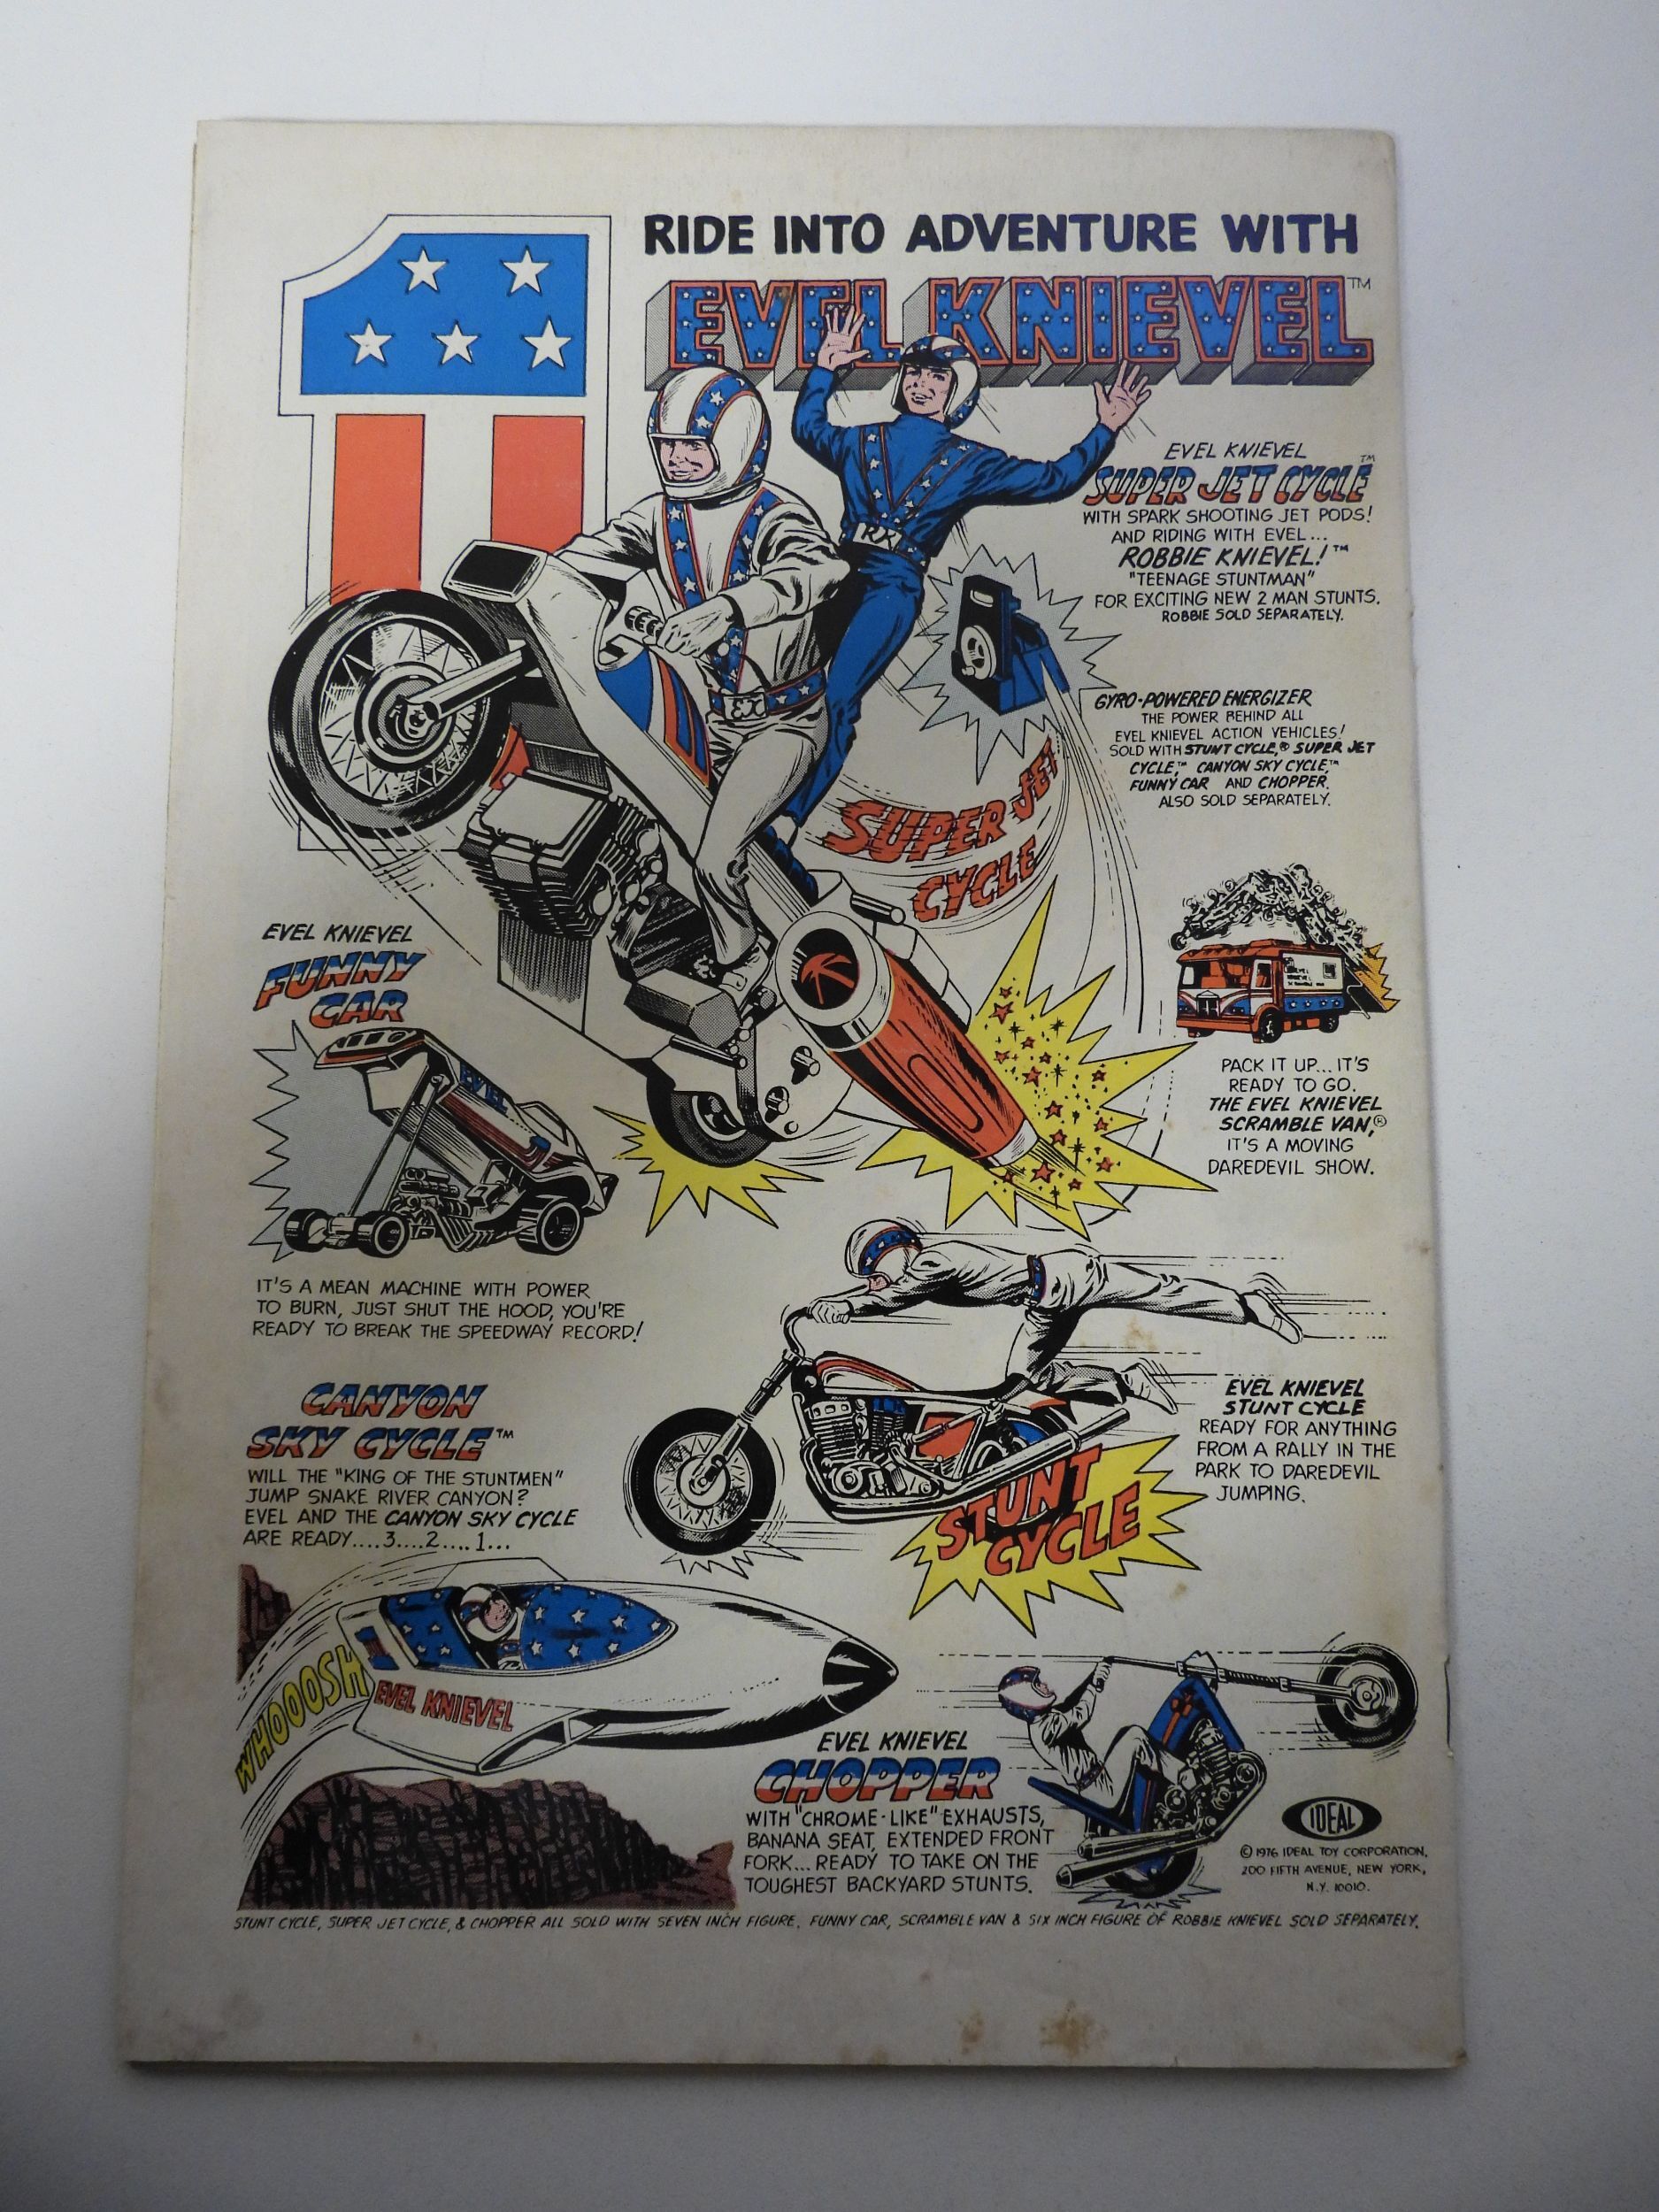 RIDE INTO ADVENTURE WITH
EVEL KNIEVEL™
EVEL KNIEVEL
SUPER JET CYCLE™
WITH SPARK SHOOTING JET PODS!
AND RIDING WITH EVEL...
ROBBIE KNIEVEL!™
"TEENAGE STUNTMAN"
FOR EXCITING NEW 2 MAN STUNTS.
ROBBIE SOLD SEPARATELY.
GYRO-POWERED ENERGIZER
THE POWER BEHIND ALL
EVEL KNIEVEL ACTION VEHICLES!
SOLD WITH STUNT CYCLE,® SUPER JET
CYCLE,™ CANYON SKY CYCLE,™
FUNNY CAR AND CHOPPER.
ALSO SOLD SEPARATELY.
SUPER JET
CYCLE
EVEL KNIEVEL
FUNNY
CAR
EVEL
IT'S A MEAN MACHINE WITH POWER
TO BURN, JUST SHUT THE HOOD, YOU'RE
READY TO BREAK THE SPEEDWAY RECORD!
PACK IT UP... IT'S
READY TO GO.
THE EVEL KNIEVEL
SCRAMBLE VAN,®
IT'S A MOVING
DAREDEVIL SHOW.
CANYON
SKY CYCLE™
WILL THE "KING OF THE STUNTMEN"
JUMP SNAKE RIVER CANYON?
EVEL AND THE CANYON SKY CYCLE
ARE READY....3....2....1...
EVEL KNIEVEL
STUNT CYCLE
READY FOR ANYTHING
FROM A RALLY IN THE
PARK TO DAREDEVIL
JUMPING.
STUNT
CYCLE
WHOOOSH
EVEL KNIEVEL
EVEL KNIEVEL
CHOPPER
WITH "CHROME-LIKE" EXHAUSTS,
BANANA SEAT, EXTENDED FRONT
FORK... READY TO TAKE ON THE
TOUGHEST BACKYARD STUNTS.
IDEAL
© 1976 IDEAL TOY CORPORATION,
200 FIFTH AVENUE, NEW YORK,
N.Y. 10010.
STUNT CYCLE, SUPER JET CYCLE, & CHOPPER ALL SOLD WITH SEVEN INCH FIGURE. FUNNY CAR, SCRAMBLE VAN & SIX INCH FIGURE OF ROBBIE KNIEVEL SOLD SEPARATELY.